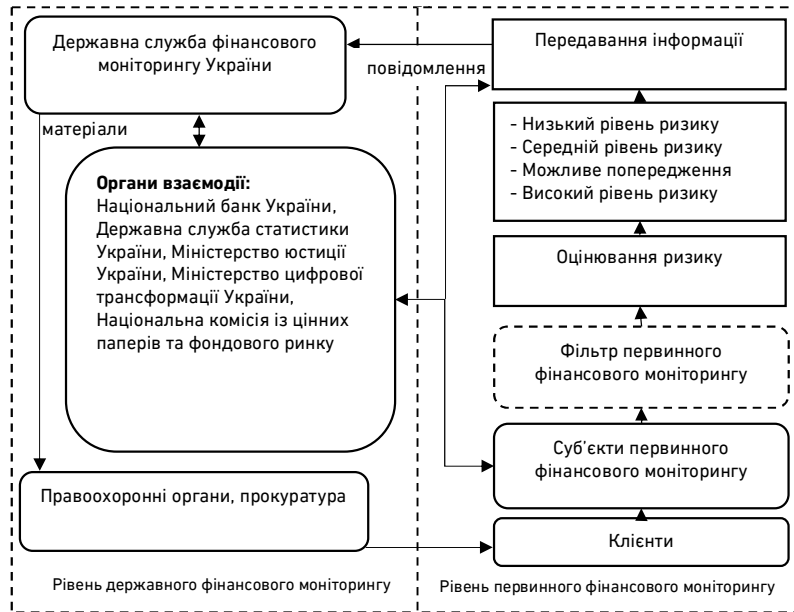 Державна служба фінансового
моніторингу України
повідомлення
Передавання інформації
матеріали
- Низький рівень ризику
- Середній рівень ризику
- Можливе попередження
- Високий рівень ризику
Органи взаємодії:
Національний банк України,
Державна служба статистики
України, Міністерство юстиції
України, Міністерство цифрової
трансформації України,
Національна комісія із цінних
паперів та фондового ринку
Оцінювання ризику
Фільтр первинного
фінансового моніторингу
Суб’єкти первинного
фінансового моніторингу
Правоохоронні органи, прокуратура
Клієнти
Рівень державного фінансового моніторингу
Рівень первинного фінансового моніторингу